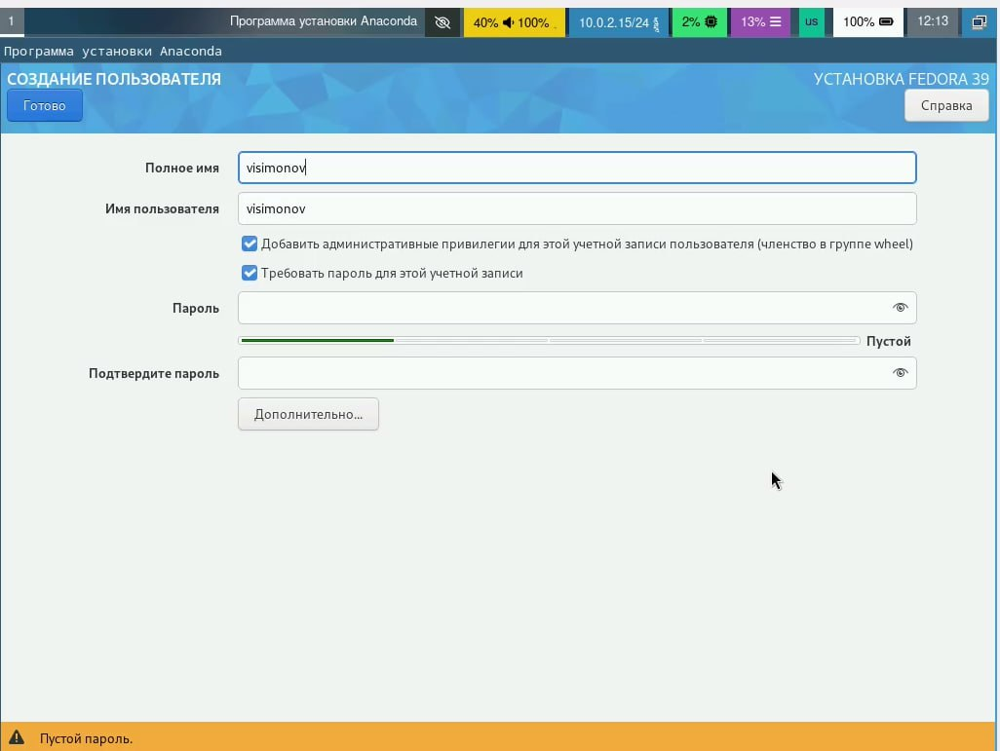 1 Программа установки Anaconda 40% 100% 10.0.2.15/24 2% 13% us 100% 12:13
Программа установки Anaconda
СОЗДАНИЕ ПОЛЬЗОВАТЕЛЯ УСТАНОВКА FEDORA 39
Готово Справка
Полное имя visimonov
Имя пользователя visimonov
Добавить административные привилегии для этой учетной записи пользователя (членство в группе wheel)
Требовать пароль для этой учетной записи
Пароль
Пустой
Подтвердите пароль
Дополнительно...
Пустой пароль.